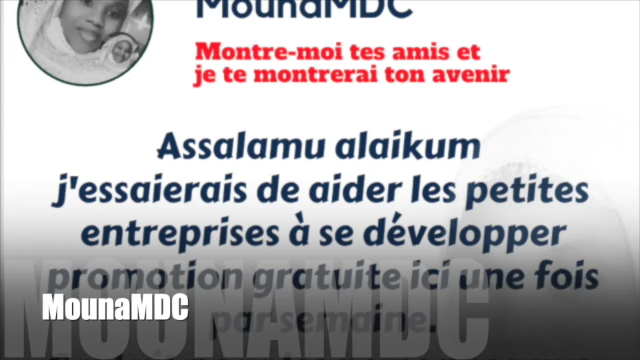 MounaMDC
Montre-moi tes amis et
je te montrerai ton avenir
Assalamu alaikum
j'essaierais de aider les petites
entreprises à se développer
promotion gratuite ici une fois
par semaine.
MOUNAMDC
MounaMDC